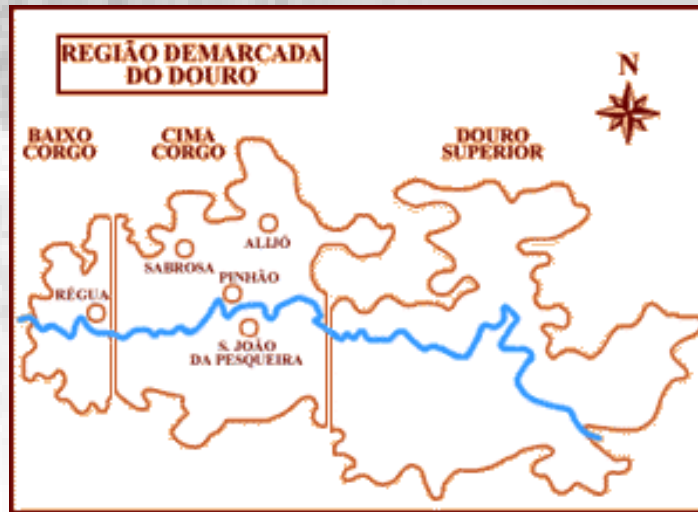 REGIÃO DEMARCADA
DO DOURO
N
BAIXO
CORGO
CIMA
CORGO
DOURO
SUPERIOR
ALIJÓ
SABROSA
PINHÃO
RÉGUA
S. JOÃO
DA PESQUEIRA